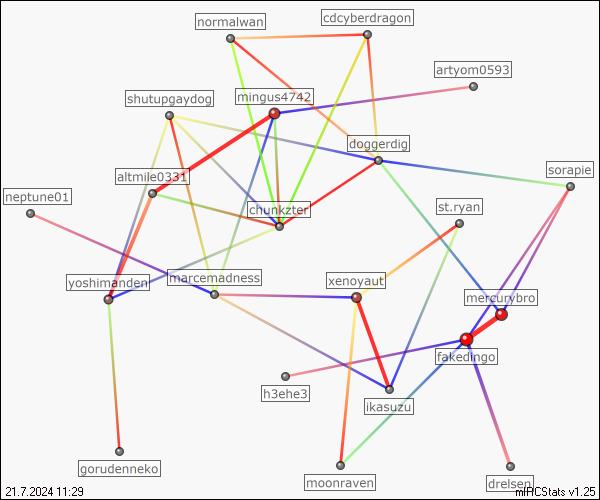 cdcyberdragon
normalwan
artyom0593
shutupgaydog
mingus4742
doggerdig
sorapie
altmile0331
neptune01
chunkzter
st.ryan
yoshimanden
marcemadness
xenoyaut
mercurybro
fakedingo
h3ehe3
ikasuzu
gorudenneko
moonraven
drelsen
21.7.2024 11:29
mIRCStats v1.25